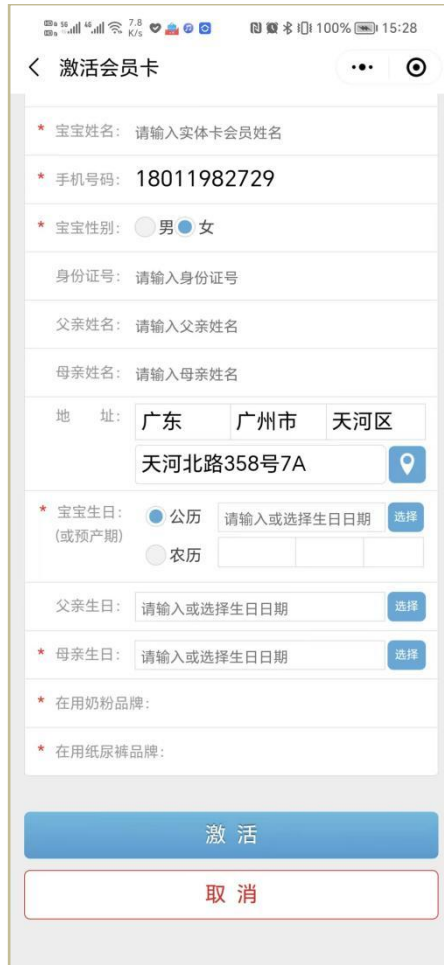 7.8 K/s 100% 15:28
激活会员卡
* 宝宝姓名: 请输入实体卡会员姓名
* 手机号码: 18011982729
* 宝宝性别: 男 女
身份证号: 请输入身份证号
父亲姓名: 请输入父亲姓名
母亲姓名: 请输入母亲姓名
地 址: 广东 广州市 天河区
天河北路358号7A
* 宝宝生日: 公历 请输入或选择生日日期 选择
(或预产期) 农历
父亲生日: 请输入或选择生日日期 选择
* 母亲生日: 请输入或选择生日日期 选择
* 在用奶粉品牌:
* 在用纸尿裤品牌:
激 活
取 消